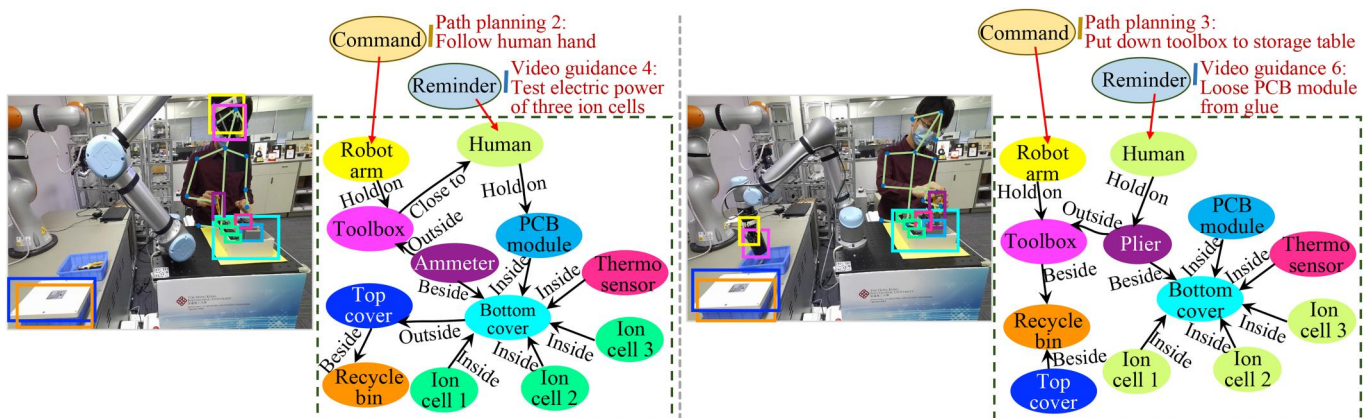 Command
Path planning 2:
Follow human hand
Reminder
Video guidance 4:
Test electric power
of three ion cells
Robot
arm
Human
Hold on
Close to
Hold on
Toolbox
Outside
PCB
module
Ammeter
Inside
Thermo
sensor
Beside
Inside
Top
cover
Outside
Bottom
cover
Beside
Inside
Ion
cell 3
Inside
Inside
Recycle
bin
Ion
cell 1
Ion
cell 2
Command
Path planning 3:
Put down toolbox to storage table
Reminder
Video guidance 6:
Loose PCB module
from glue
Robot
arm
Human
Hold on
Hold on
PCB
module
Outside
Toolbox
Plier
Thermo
sensor
Inside
Beside
Inside
Beside
Bottom
cover
Recycle
bin
Inside
Inside
Inside
Ion
cell 3
Beside
Top
cover
Ion
cell 1
Ion
cell 2